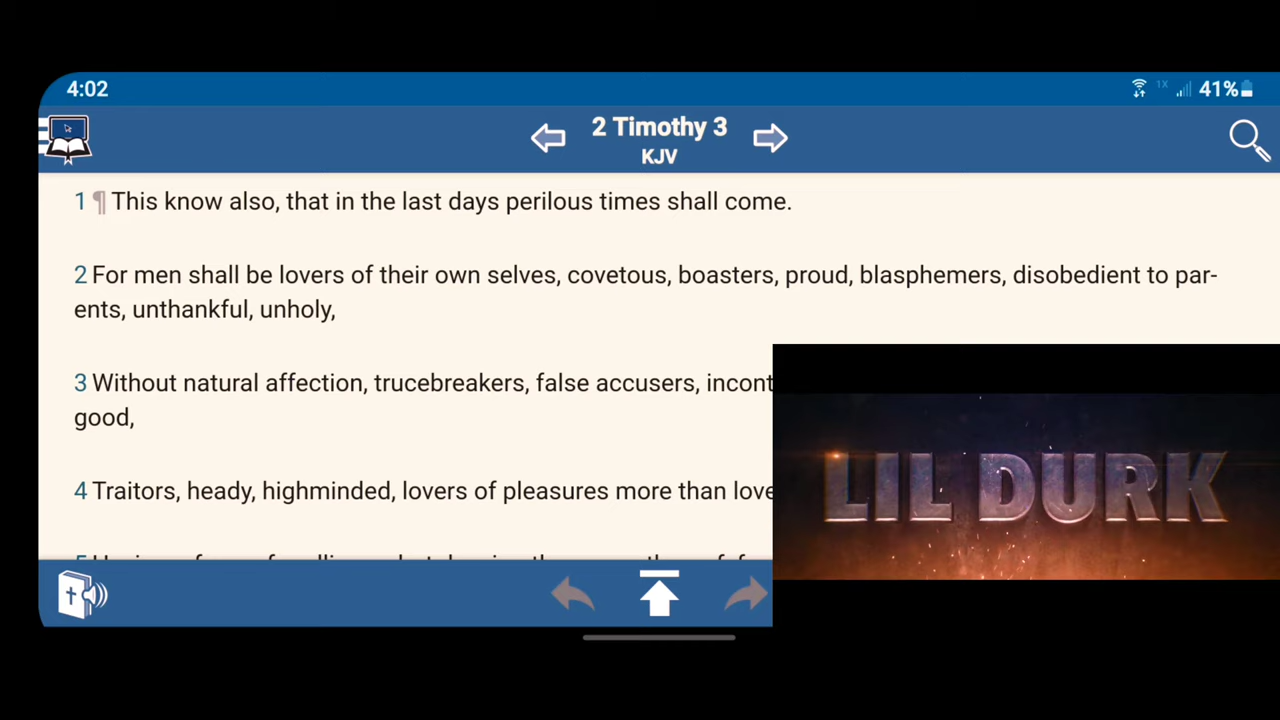 4:02
1X
41%
2 Timothy 3
KJV
1 ¶ This know also, that in the last days perilous times shall come.
2 For men shall be lovers of their own selves, covetous, boasters, proud, blasphemers, disobedient to par-
ents, unthankful, unholy,
3 Without natural affection, trucebreakers, false accusers, incont
good,
4 Traitors, heady, highminded, lovers of pleasures more than love
LIL DURK